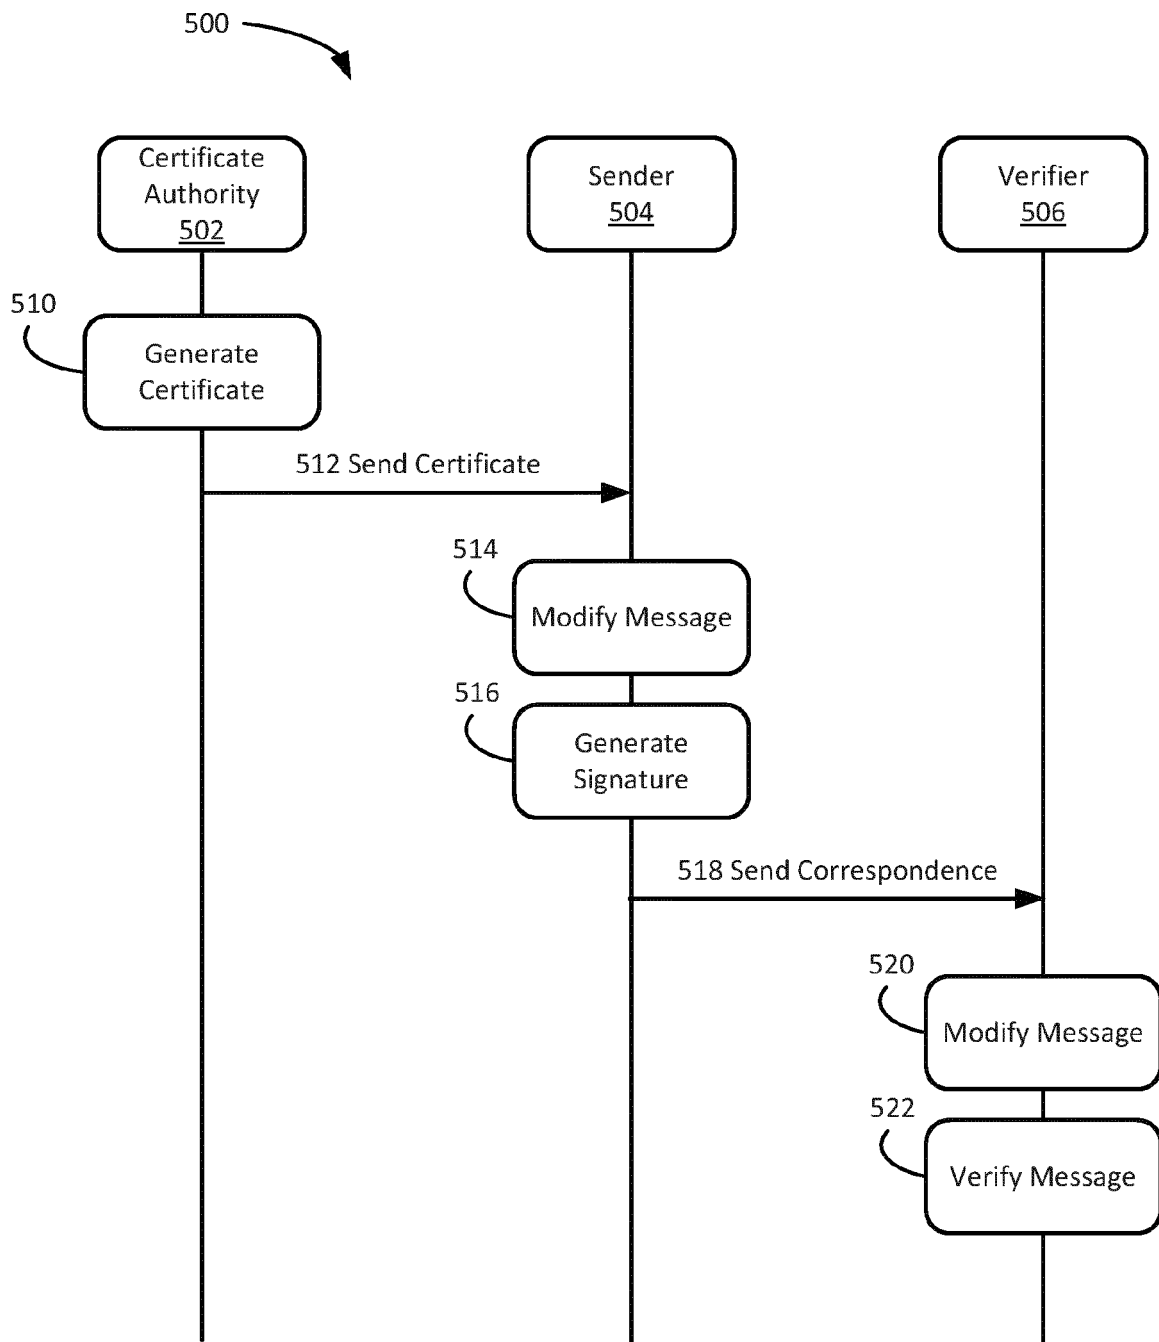 500
Certificate
Authority
502
Sender
504
Verifier
506
510
Generate
Certificate
512 Send Certificate
514
Modify Message
516
Generate
Signature
518 Send Correspondence
520
Modify Message
522
Verify Message